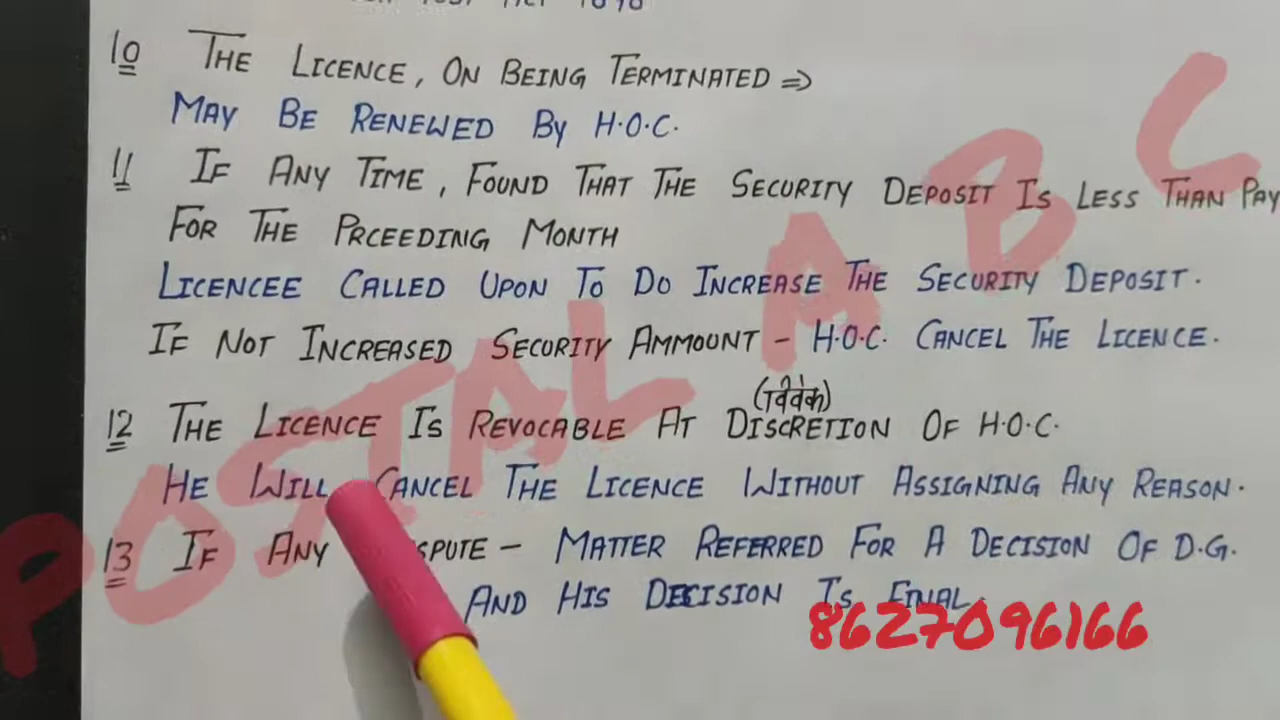 10 THE LICENCE, ON BEING TERMINATED ⇒
MAY BE RENEWED BY H.O.C.
11 IF ANY TIME, FOUND THAT THE SECURITY DEPOSIT IS LESS THAN PAY
FOR THE PRCEEDING MONTH
LICENCEE CALLED UPON TO DO INCREASE THE SECURITY DEPOSIT.
IF NOT INCREASED SECURITY AMMOUNT - H.O.C. CANCEL THE LICENCE.
(विवेक)
12 THE LICENCE IS REVOCABLE AT DISCRETION OF H.O.C.
HE WILL CANCEL THE LICENCE WITHOUT ASSIGNING ANY REASON.
13 IF ANY SPUTE - MATTER REFERRED FOR A DECISION OF D.G.
AND HIS DECISION IS FINAL.
8627096166
POSTAL ABC